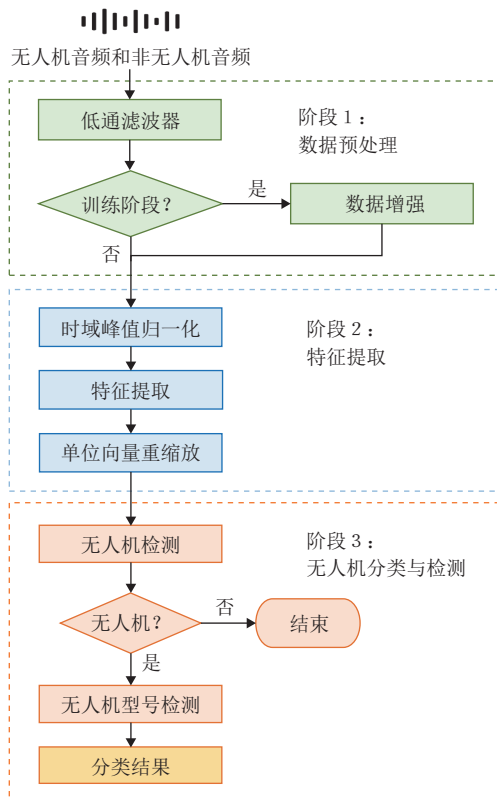 无人机音频和非无人机音频
低通滤波器
阶段 1：
数据预处理
训练阶段？
是
数据增强
否
时域峰值归一化
阶段 2：
特征提取
特征提取
单位向量重缩放
无人机检测
阶段 3：
无人机分类与检测
无人机？
否
结束
是
无人机型号检测
分类结果